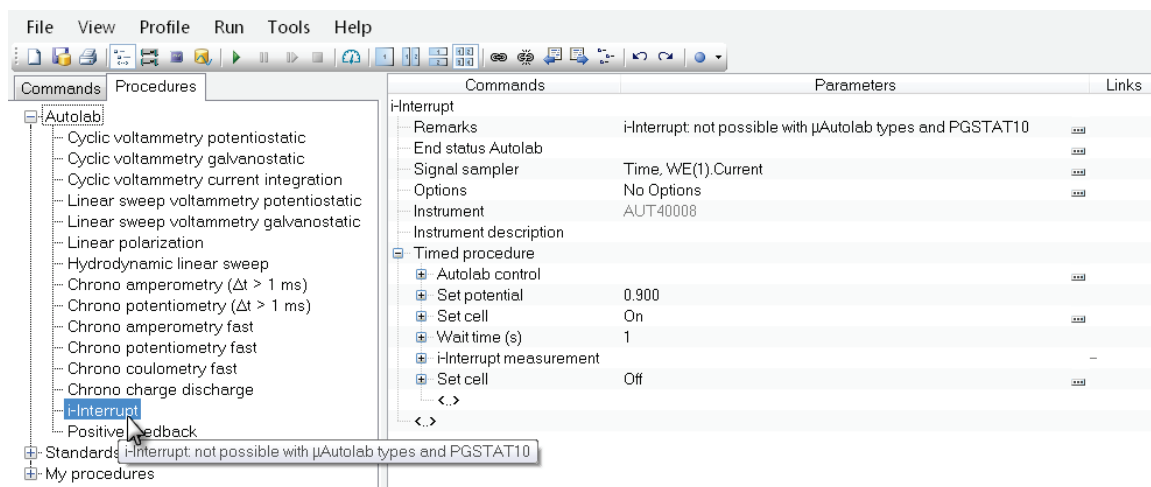 File View Profile Run Tools Help
Commands Procedures
Autolab
Cyclic voltammetry potentiostatic
Cyclic voltammetry galvanostatic
Cyclic voltammetry current integration
Linear sweep voltammetry potentiostatic
Linear sweep voltammetry galvanostatic
Linear polarization
Hydrodynamic linear sweep
Chrono amperometry (Δt > 1 ms)
Chrono potentiometry (Δt > 1 ms)
Chrono amperometry fast
Chrono potentiometry fast
Chrono coulometry fast
Chrono charge discharge
i-Interrupt
Positive edback
Standards
i-Interrupt: not possible with µAutolab types and PGSTAT10
My procedures
Commands Parameters Links
i-Interrupt
Remarks i-Interrupt: not possible with µAutolab types and PGSTAT10
End status Autolab
Signal sampler Time, WE(1).Current
Options No Options
Instrument AUT40008
Instrument description
Timed procedure
Autolab control
Set potential 0.900
Set cell On
Wait time (s) 1
i-Interrupt measurement –
Set cell Off
<..>
<..>